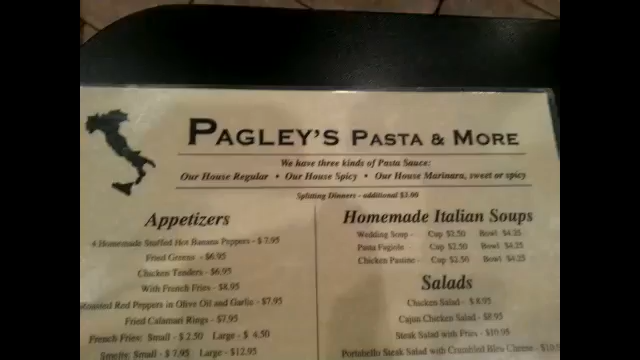 PAGLEY'S PASTA & MORE
We have three kinds of Pasta Sauce:
Our House Regular • Our House Spicy • Our House Marinara, sweet or spicy
Splitting Dinners - additional $3.00
Appetizers
6 Homemade Stuffed Hot Banana Peppers - $7.95
Fried Greens - $6.95
Chicken Tenders - $6.95
With French Fries - $8.95
Roasted Red Peppers in Olive Oil and Garlic - $7.95
Fried Calamari Rings - $7.95
French Fries: Small - $2.50 Large - $4.50
Smelts: Small - $7.95 Large - $12.95
Homemade Italian Soups
Wedding Soup - Cup $2.50 Bowl $4.25
Pasta Fagiola - Cup $2.50 Bowl $4.25
Chicken Pastine - Cup $2.50 Bowl $4.25
Salads
Chicken Salad - $8.95
Cajun Chicken Salad - $8.95
Steak Salad with Fries - $10.95
Portabello Steak Salad with Crumbled Bleu Cheese